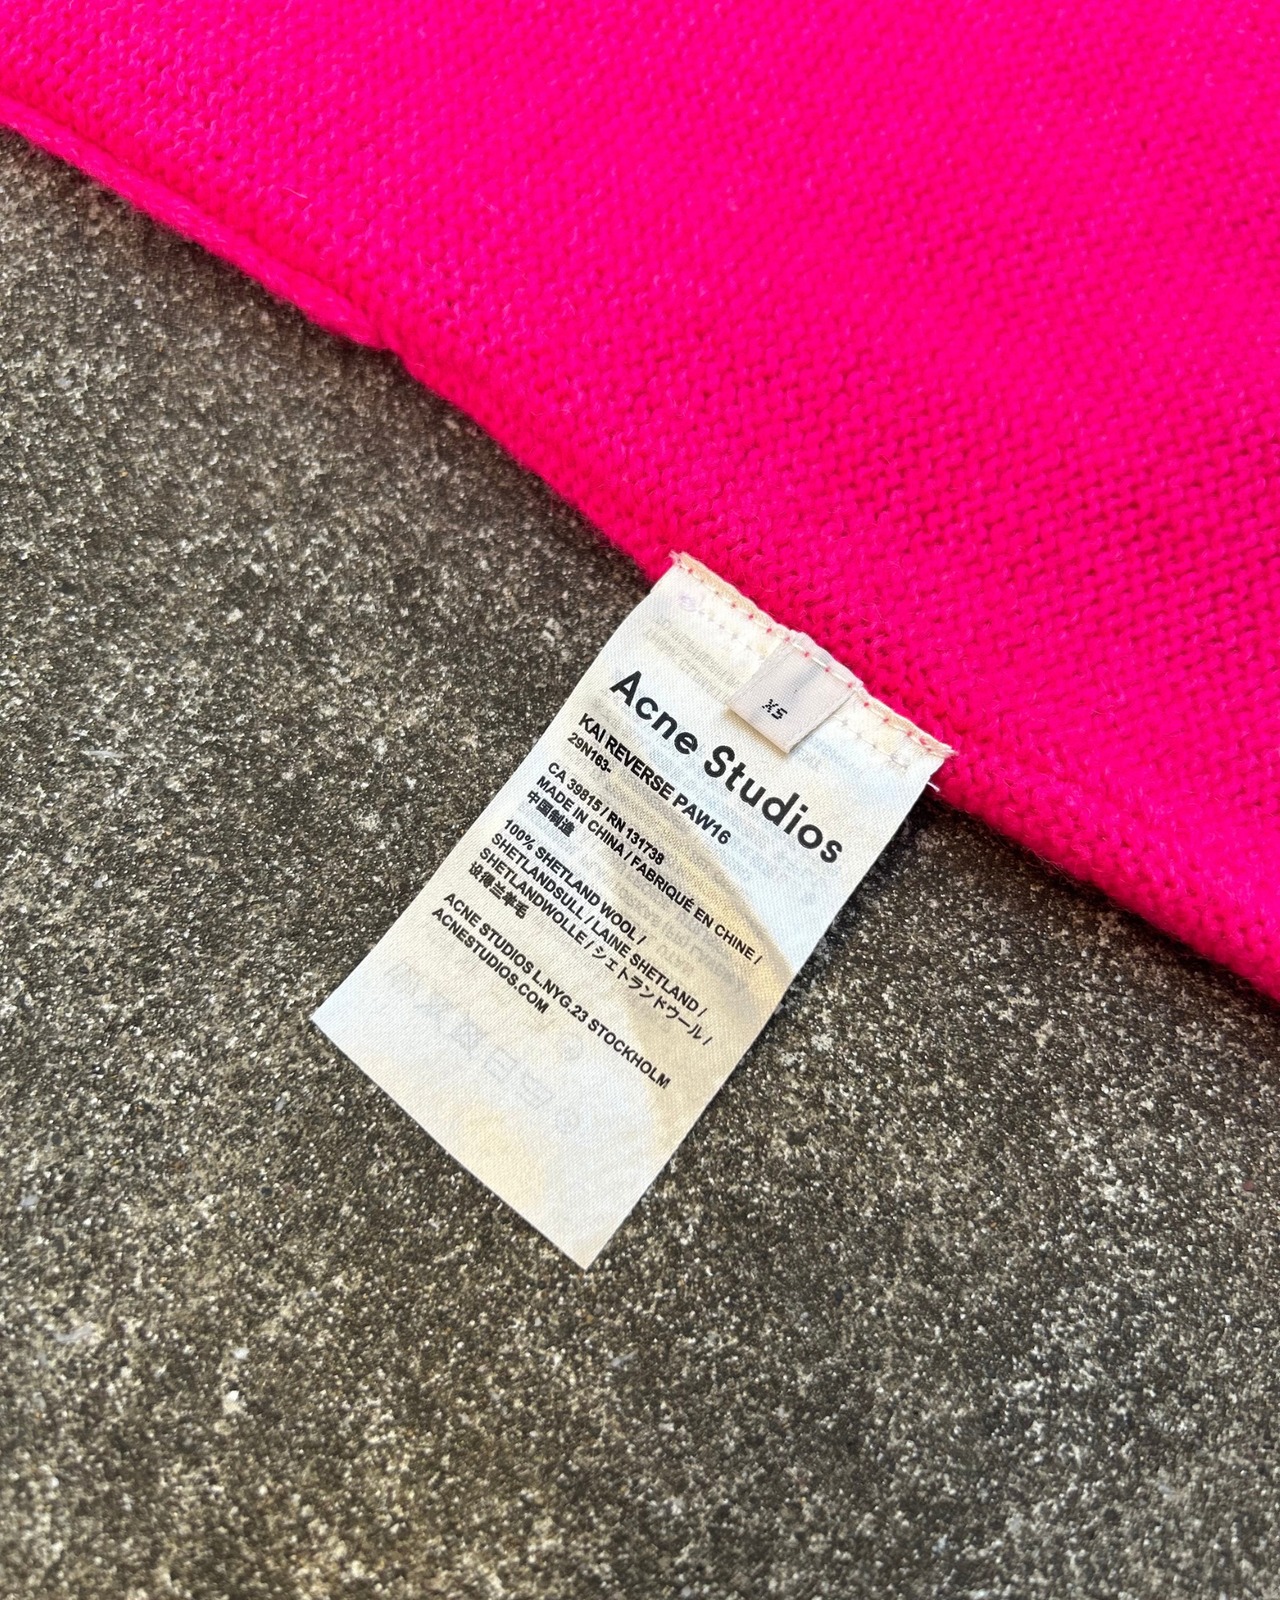 XS
Acne Studios
KAI REVERSE PAW16
29N163-
CA 39815 / RN 131738
MADE IN CHINA / FABRIQUÉ EN CHINE /
中国制造
100% SHETLAND WOOL /
SHETLANDSULL / LAINE SHETLAND /
SHETLANDWOLLE / シェトランドウール /
设得兰羊毛
ACNE STUDIOS L.NYG.23 STOCKHOLM
ACNESTUDIOS.COM